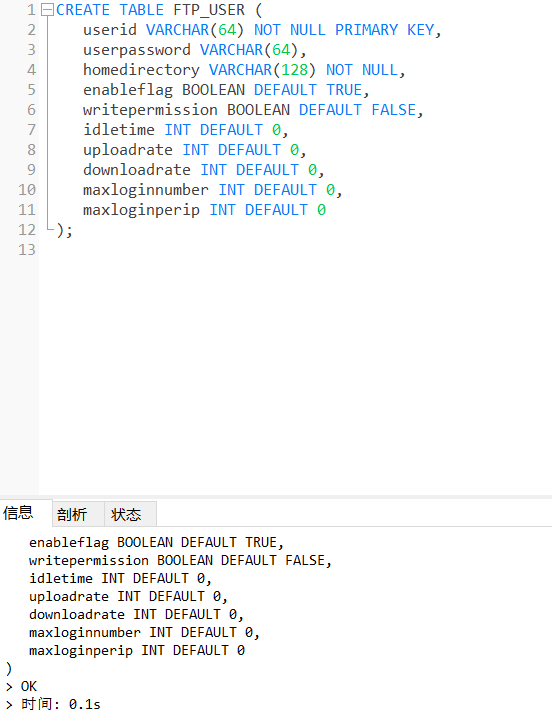 1 CREATE TABLE FTP_USER (
2 userid VARCHAR(64) NOT NULL PRIMARY KEY,
3 userpassword VARCHAR(64),
4 homedirectory VARCHAR(128) NOT NULL,
5 enableflag BOOLEAN DEFAULT TRUE,
6 writepermission BOOLEAN DEFAULT FALSE,
7 idletime INT DEFAULT 0,
8 uploadrate INT DEFAULT 0,
9 downloadrate INT DEFAULT 0,
10 maxloginnumber INT DEFAULT 0,
11 maxloginperip INT DEFAULT 0
12 );
13
信息 剖析 状态
enableflag BOOLEAN DEFAULT TRUE,
writepermission BOOLEAN DEFAULT FALSE,
idletime INT DEFAULT 0,
uploadrate INT DEFAULT 0,
downloadrate INT DEFAULT 0,
maxloginnumber INT DEFAULT 0,
maxloginperip INT DEFAULT 0
)
> OK
> 时间: 0.1s